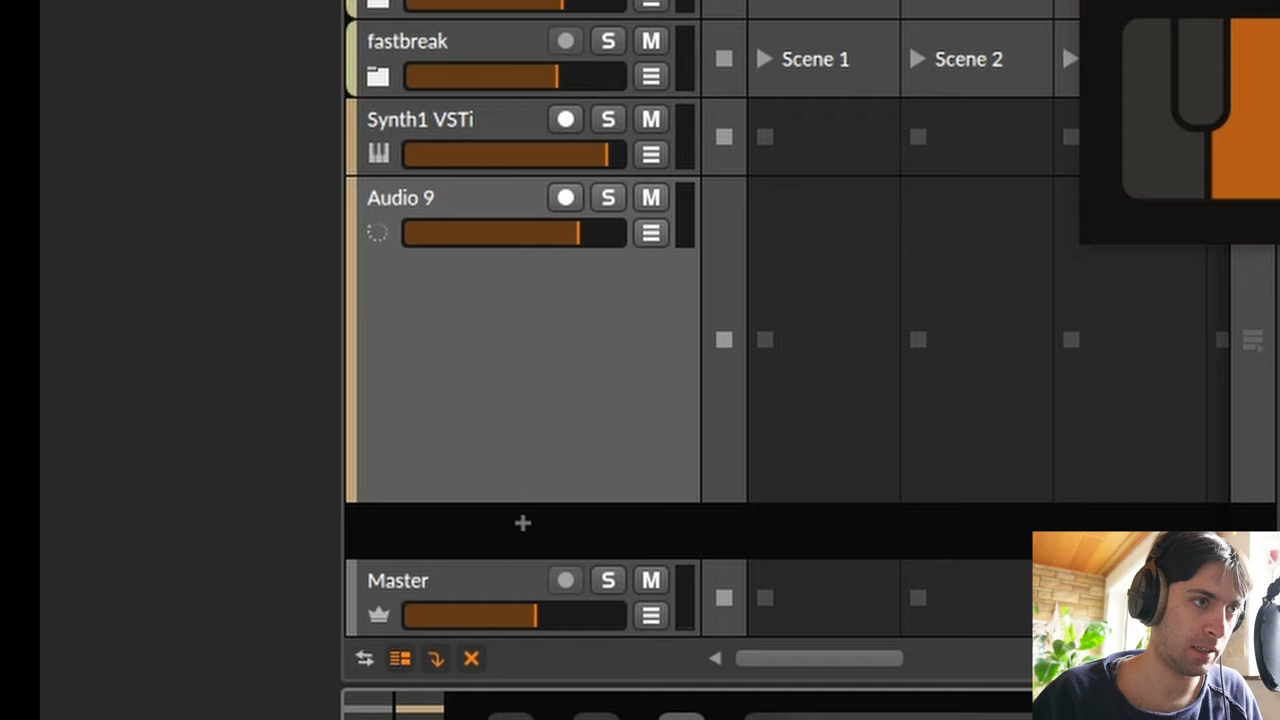 fastbreak
S M
Scene 1
Scene 2
Synth1 VSTi
S M
Audio 9
S M
Master
S M